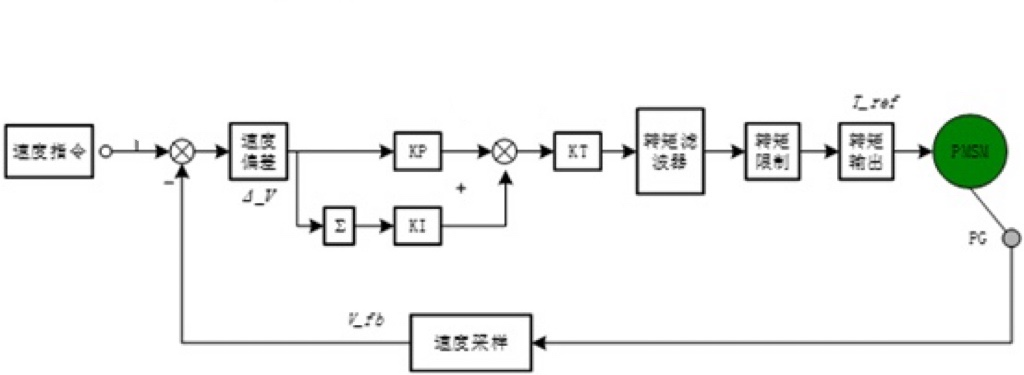 T_ref
速度指令
速度
偏差
KP
KT
转矩滤
波器
转矩
限制
转矩
输出
PMSM
-
Δ_V
+
Σ
KI
PG
V_fb
速度采样